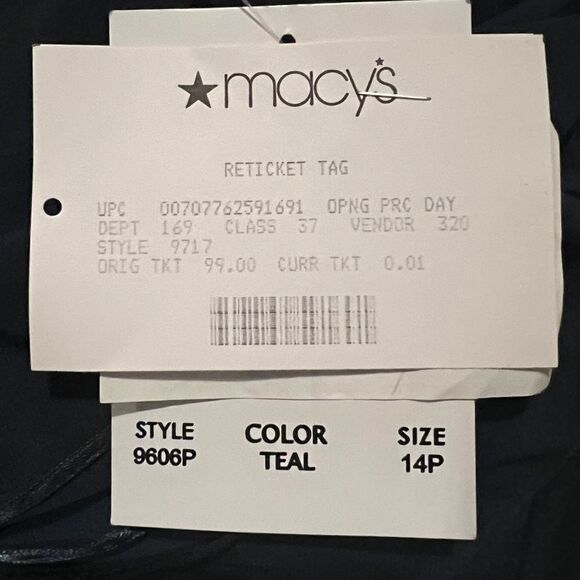 ★macy's
RETICKET TAG
UPC 00707762591691 OPNG PRC DAY
DEPT 169 CLASS 37 VENDOR 320
STYLE 9717
ORIG TKT 99.00 CURR TKT 0.01
STYLE COLOR SIZE
9606P TEAL 14P